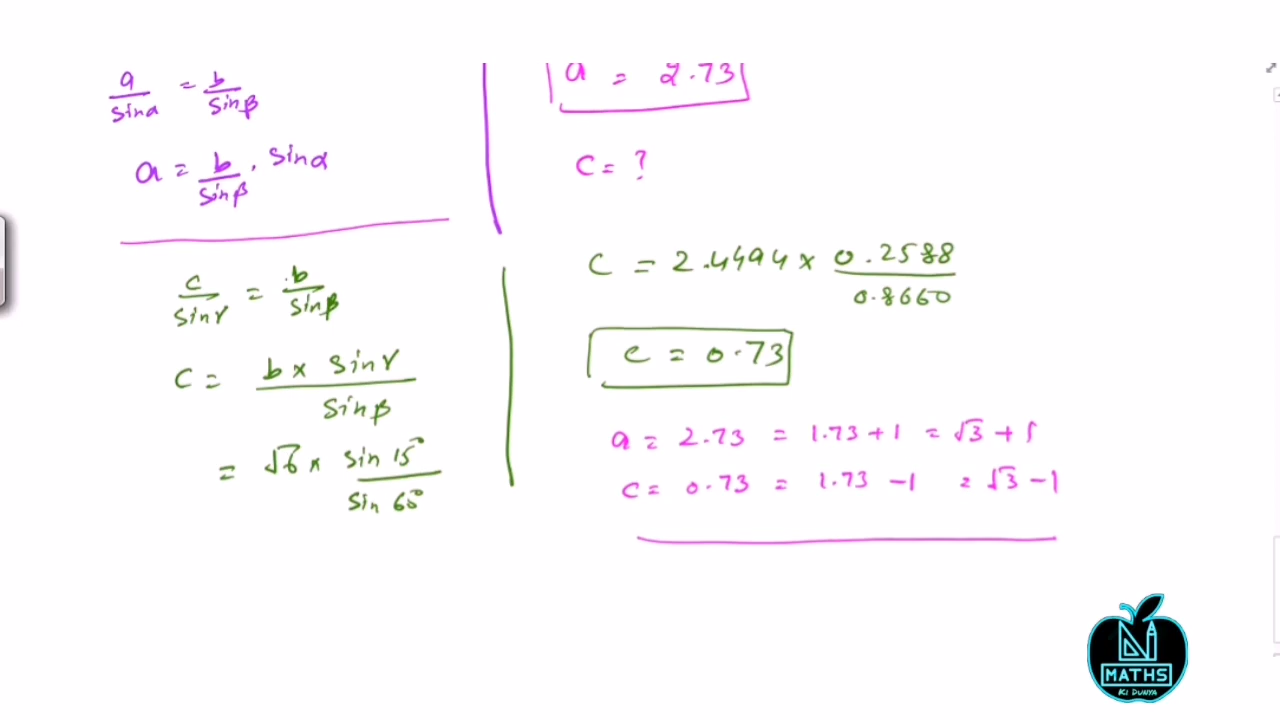 a/sinα = b/sinβ
a = b/sinβ . sinα
c/sinγ = b/sinβ
c = b × sinγ / sinβ
= √6 × sin 15° / sin 60°
a = 2.73
c = ?
c = 2.4494 × 0.2588 / 0.8660
c = 0.73
a = 2.73 = 1.73 + 1 = √3 + 1
c = 0.73 = 1.73 - 1 = √3 - 1
MATHS
KI DUNYA